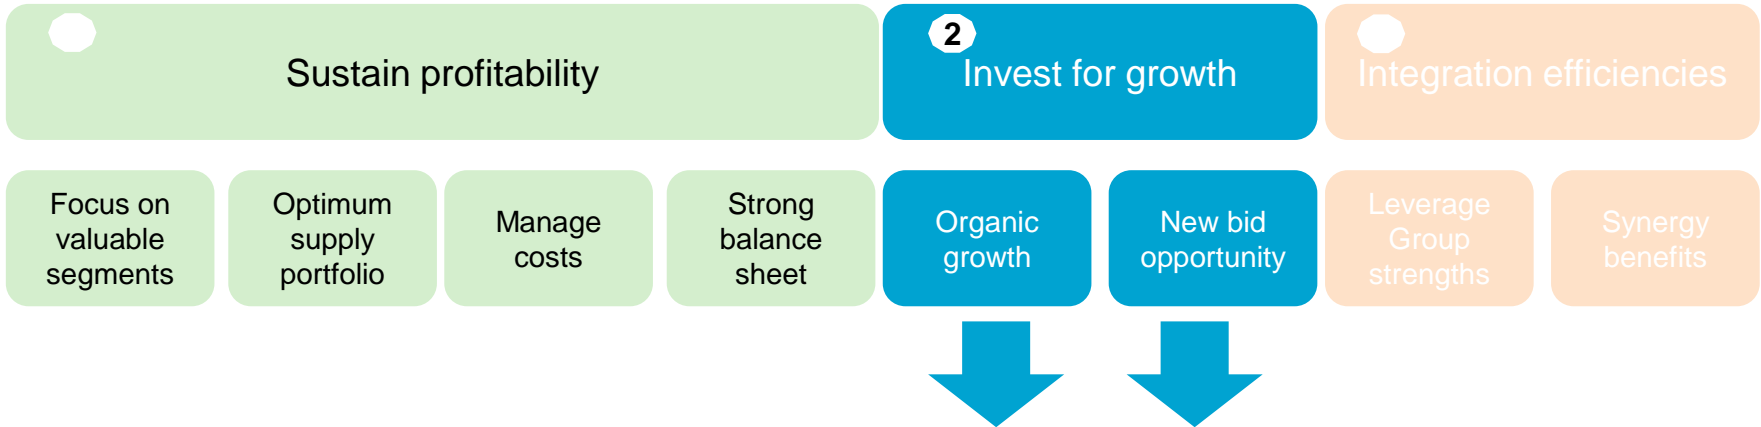 Sustain profitability
2
Invest for growth
Integration efficiencies
Focus on
valuable
segments
Optimum
supply
portfolio
Manage
costs
Strong
balance
sheet
Organic
growth
New bid
opportunity
Leverage
Group
strengths
Synergy
benefits